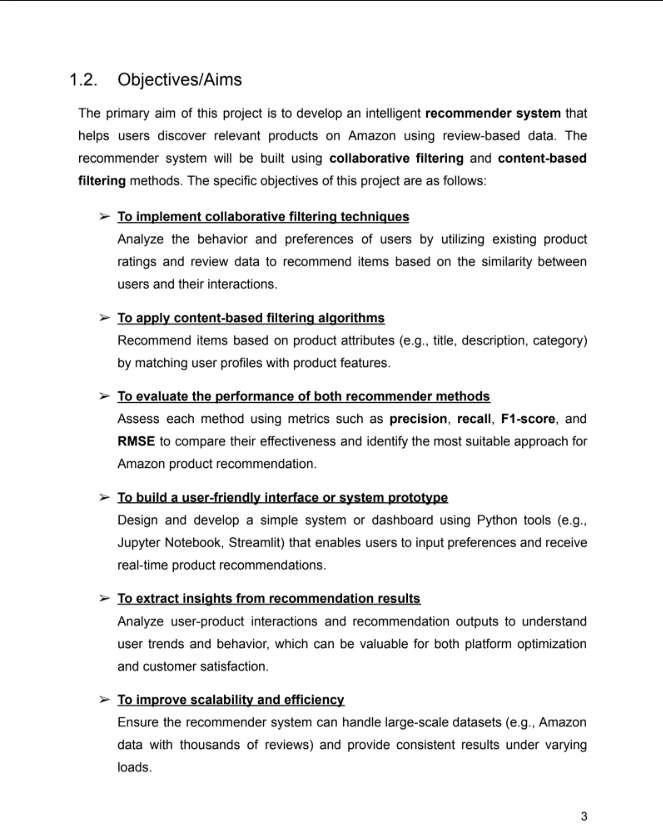 1.2. Objectives/Aims
The primary aim of this project is to develop an intelligent recommender system that
helps users discover relevant products on Amazon using review-based data. The
recommender system will be built using collaborative filtering and content-based
filtering methods. The specific objectives of this project are as follows:
➢ To implement collaborative filtering techniques
Analyze the behavior and preferences of users by utilizing existing product
ratings and review data to recommend items based on the similarity between
users and their interactions.
➢ To apply content-based filtering algorithms
Recommend items based on product attributes (e.g., title, description, category)
by matching user profiles with product features.
➢ To evaluate the performance of both recommender methods
Assess each method using metrics such as precision, recall, F1-score, and
RMSE to compare their effectiveness and identify the most suitable approach for
Amazon product recommendation.
➢ To build a user-friendly interface or system prototype
Design and develop a simple system or dashboard using Python tools (e.g.,
Jupyter Notebook, Streamlit) that enables users to input preferences and receive
real-time product recommendations.
➢ To extract insights from recommendation results
Analyze user-product interactions and recommendation outputs to understand
user trends and behavior, which can be valuable for both platform optimization
and customer satisfaction.
➢ To improve scalability and efficiency
Ensure the recommender system can handle large-scale datasets (e.g., Amazon
data with thousands of reviews) and provide consistent results under varying
loads.
3